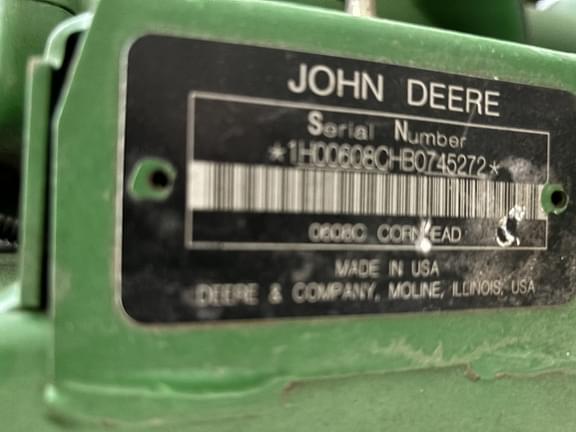 JOHN DEERE
Serial Number
*1H00608CHB0745272*
0608C CORNHEAD
MADE IN USA
DEERE & COMPANY, MOLINE, ILLINOIS, USA